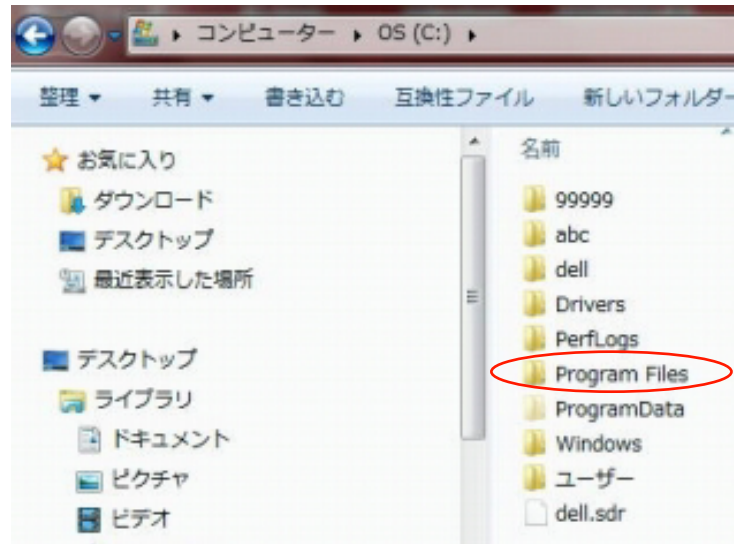 コンピューター ▸ OS (C:) ▸
整理 ▼ 共有 ▼ 書き込む 互換性ファイル 新しいフォルダー
お気に入り
ダウンロード
デスクトップ
最近表示した場所
デスクトップ
ライブラリ
ドキュメント
ピクチャ
ビデオ
名前
99999
abc
dell
Drivers
PerfLogs
Program Files
ProgramData
Windows
ユーザー
dell.sdr